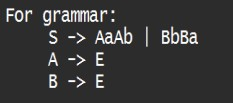 For grammar:
S -> AaAb | BbBa
A -> E
B -> E